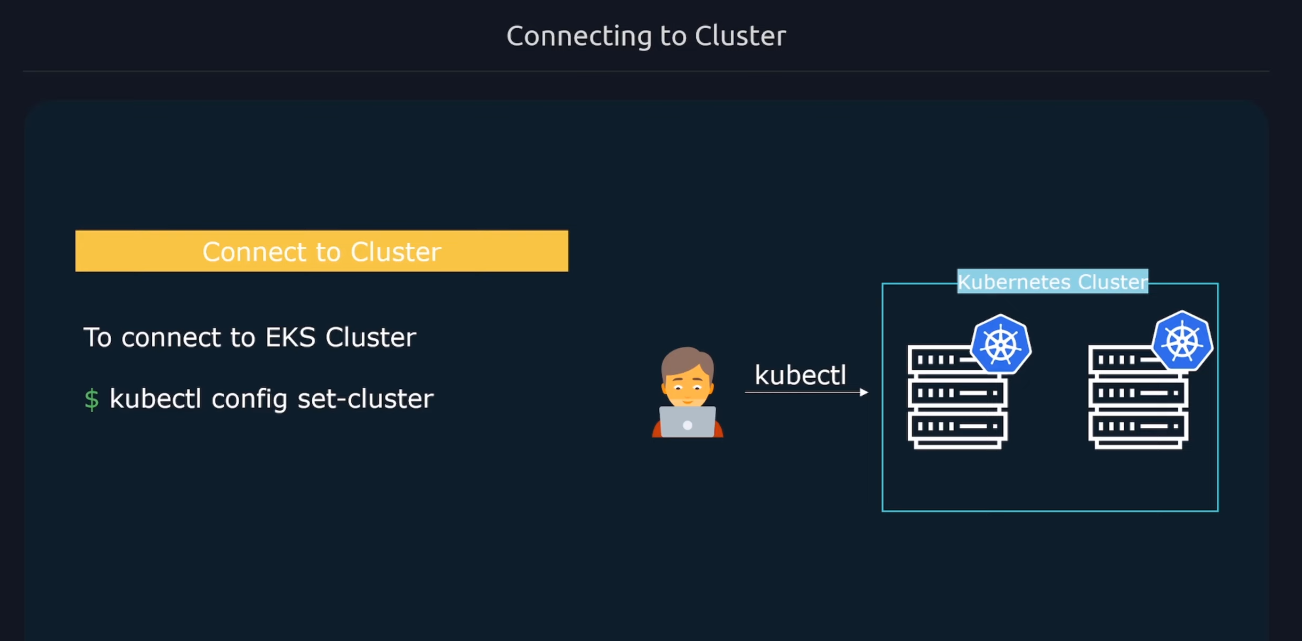 Connecting to Cluster
Connect to Cluster
To connect to EKS Cluster
$ kubectl config set-cluster
kubectl
Kubernetes Cluster